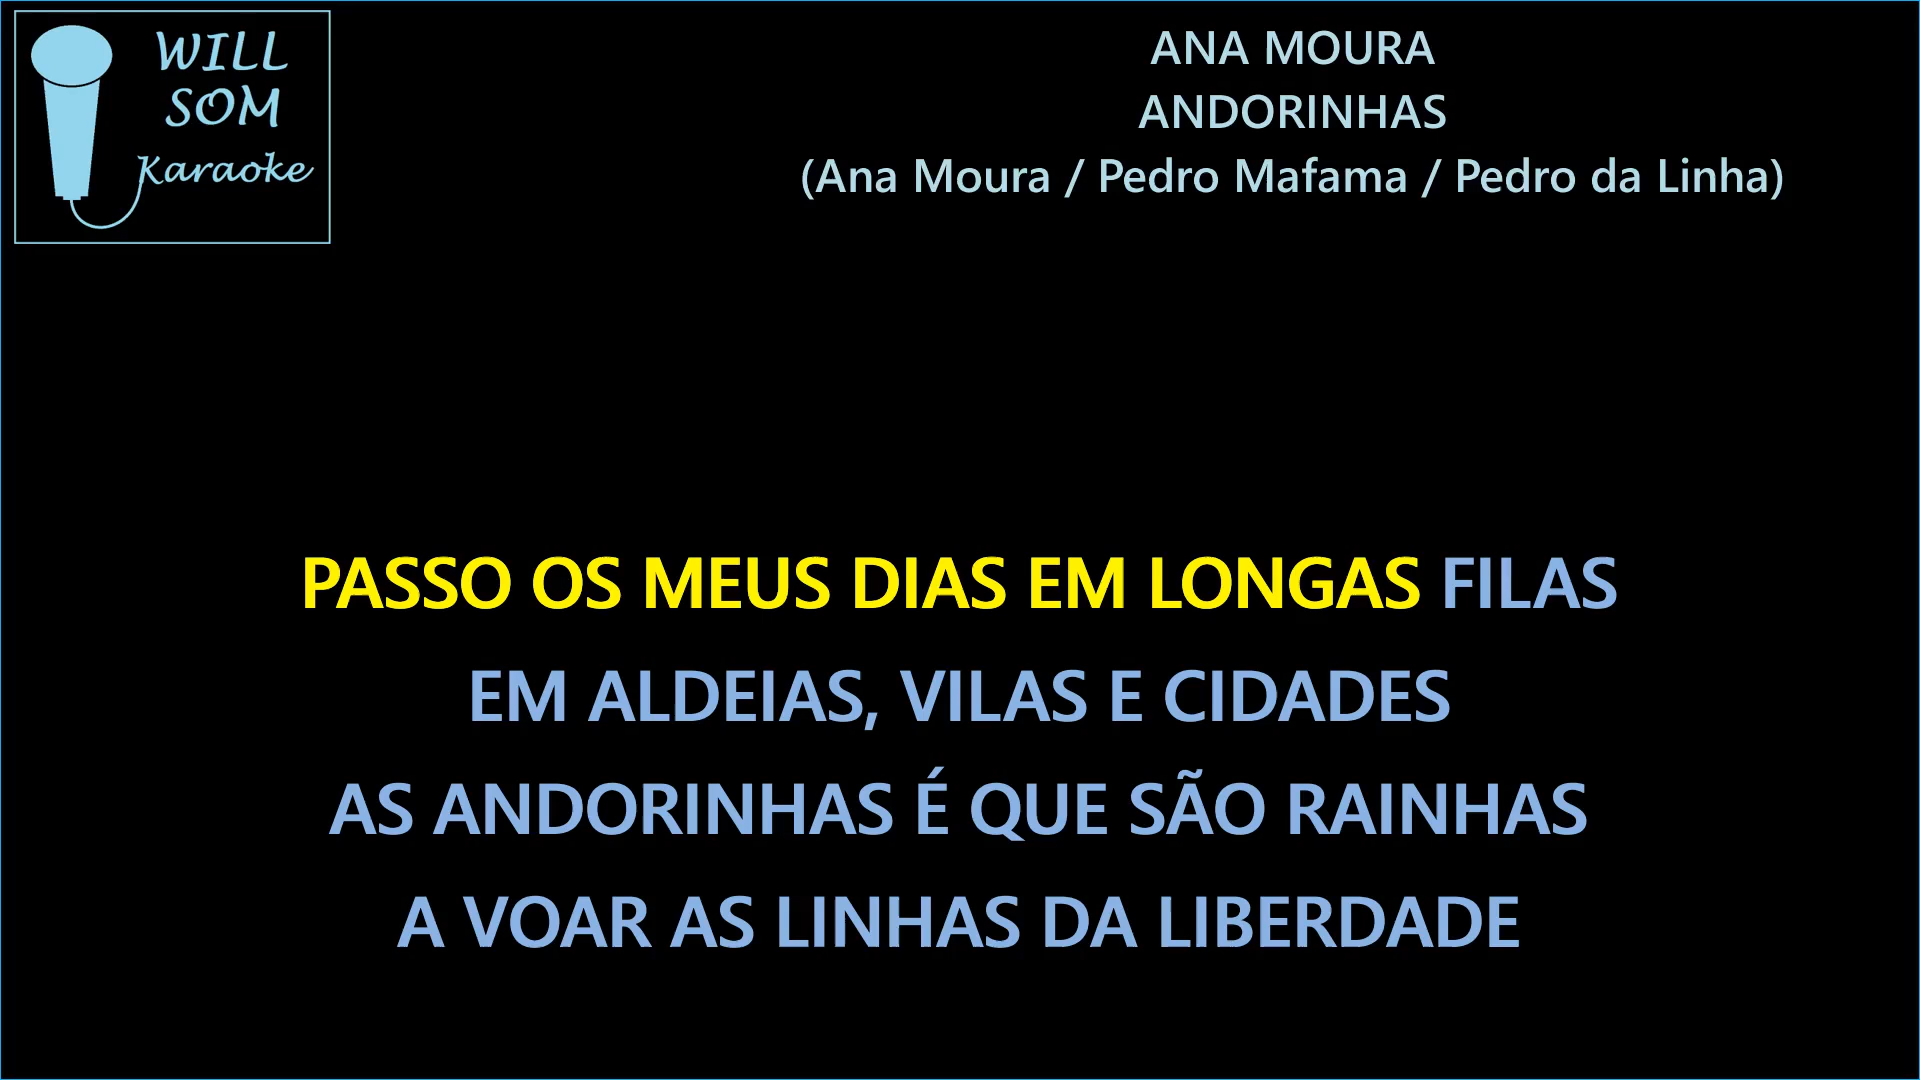 WILL
SOM
Karaoke
ANA MOURA
ANDORINHAS
(Ana Moura / Pedro Mafama / Pedro da Linha)
PASSO OS MEUS DIAS EM LONGAS FILAS
EM ALDEIAS, VILAS E CIDADES
AS ANDORINHAS É QUE SÃO RAINHAS
A VOAR AS LINHAS DA LIBERDADE